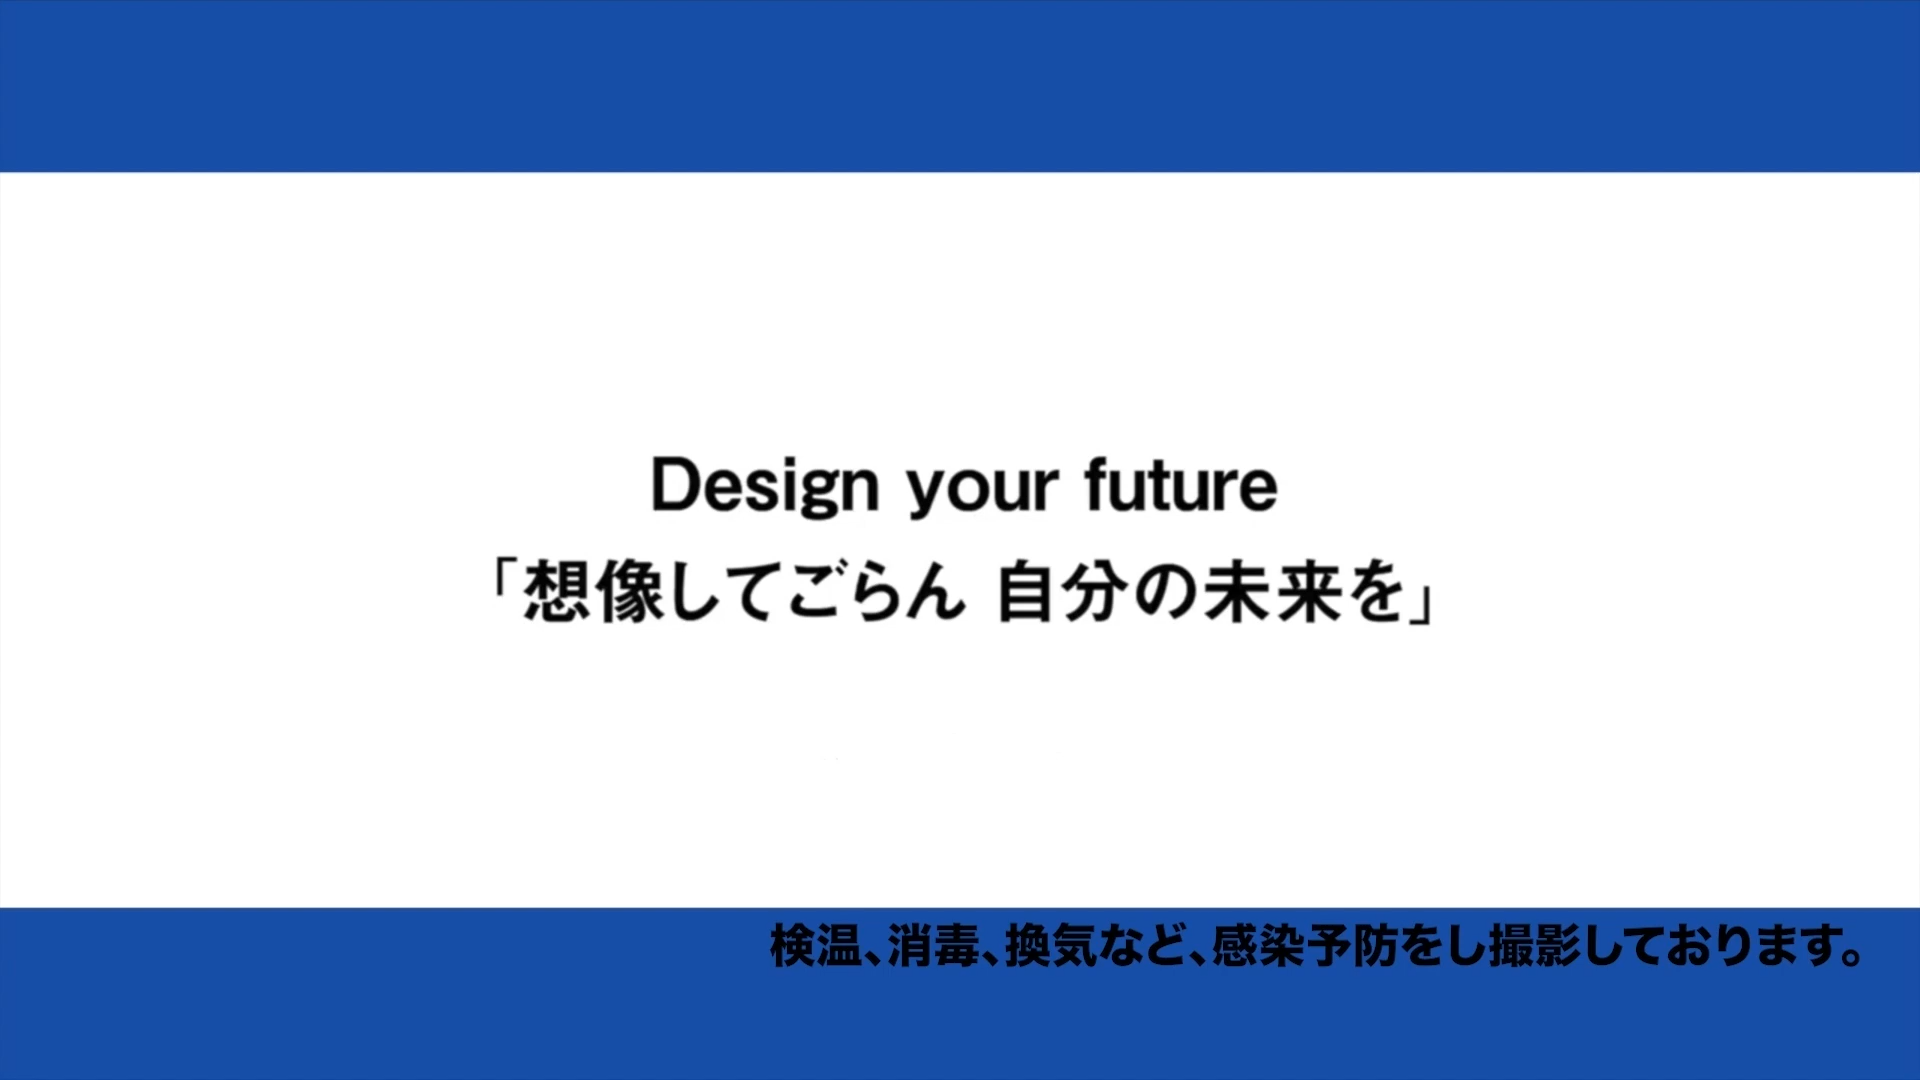 Design your future
「想像してごらん 自分の未来を」
検温、消毒、換気など、感染予防をし撮影しております。